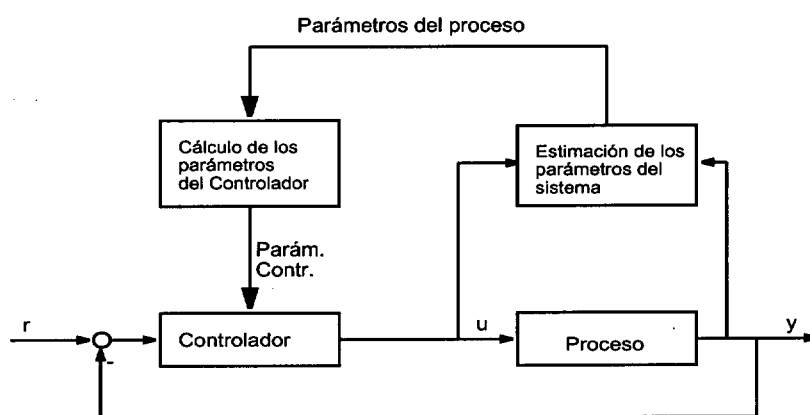 Parámetros del proceso
Cálculo de los
parámetros
del Controlador
Estimación de los
parámetros del
sistema
Parám.
Contr.
r
-
Controlador
u
Proceso
y